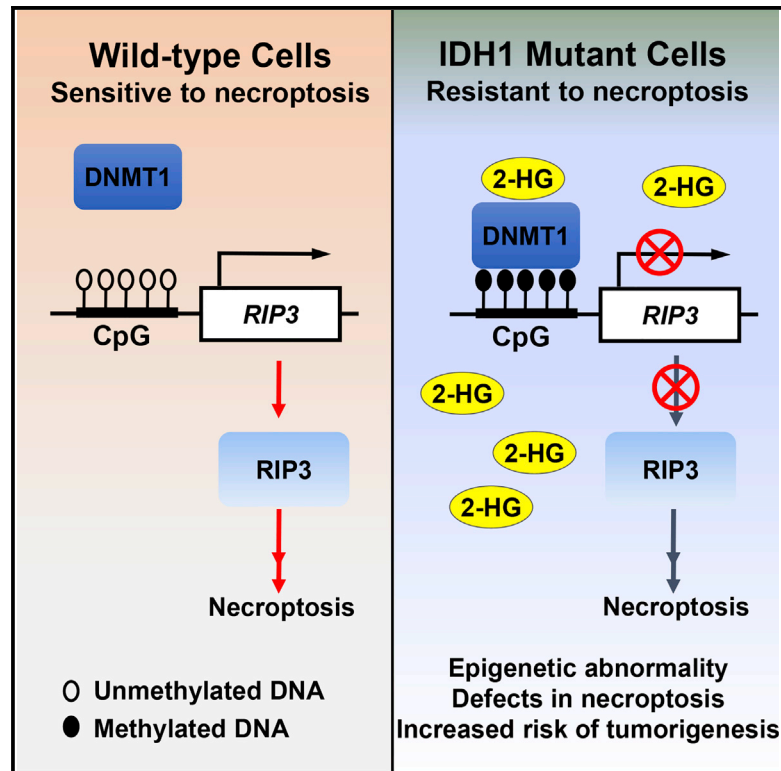 Wild-type Cells
Sensitive to necroptosis
DNMT1
CpG
RIP3
RIP3
Necroptosis
Unmethylated DNA
Methylated DNA
IDH1 Mutant Cells
Resistant to necroptosis
2-HG
2-HG
DNMT1
CpG
RIP3
2-HG
2-HG
2-HG
RIP3
Necroptosis
Epigenetic abnormality
Defects in necroptosis
Increased risk of tumorigenesis